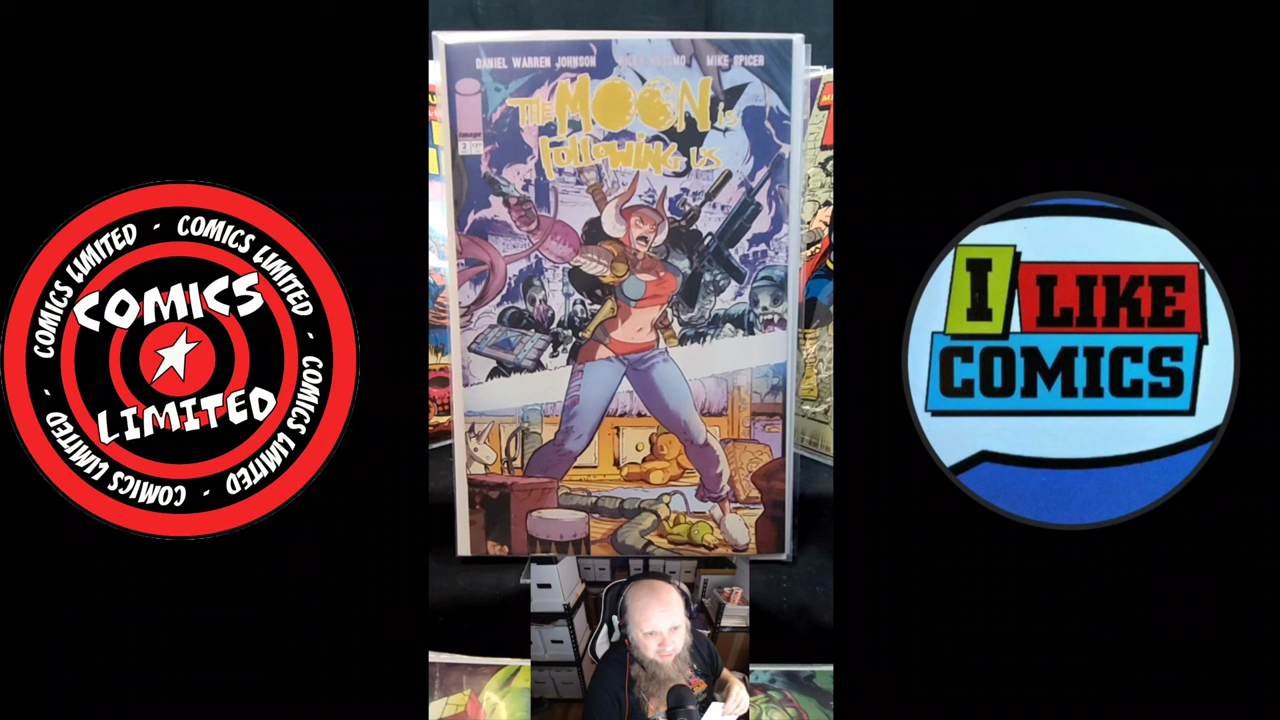 COMICS LIMITED - COMICS LIMITED - COMICS LIMITED - COMICS LIMITED -
COMICS
LIMITED
DANIEL WARREN JOHNSON
MIKE SPICER
THE MOON is
FOLLOWING US
image
2
I LIKE
COMICS